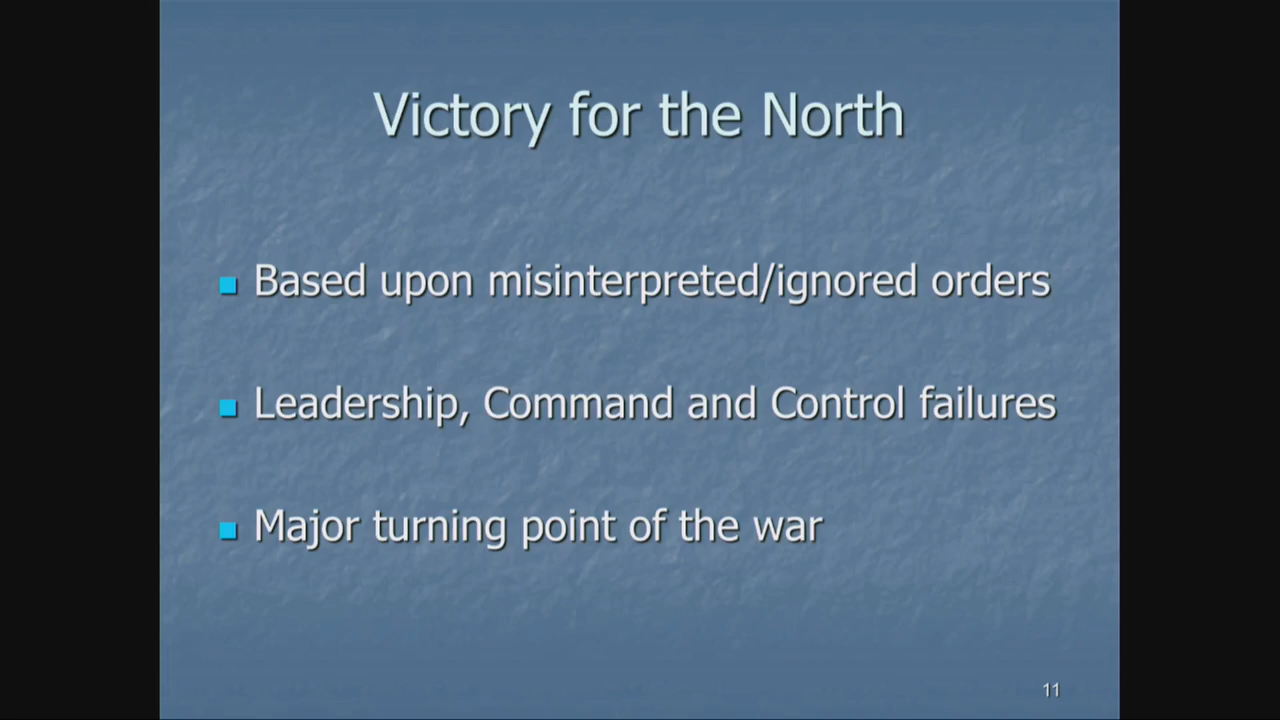 Victory for the North
Based upon misinterpreted/ignored orders
Leadership, Command and Control failures
Major turning point of the war
11